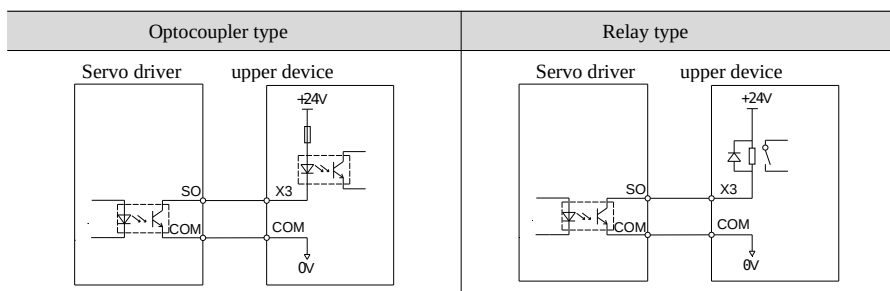 Optocoupler type
Relay type
Servo driver upper device
+24V
SO X3
COM COM
0V
Servo driver upper device
+24V
SO X3
COM COM
0V